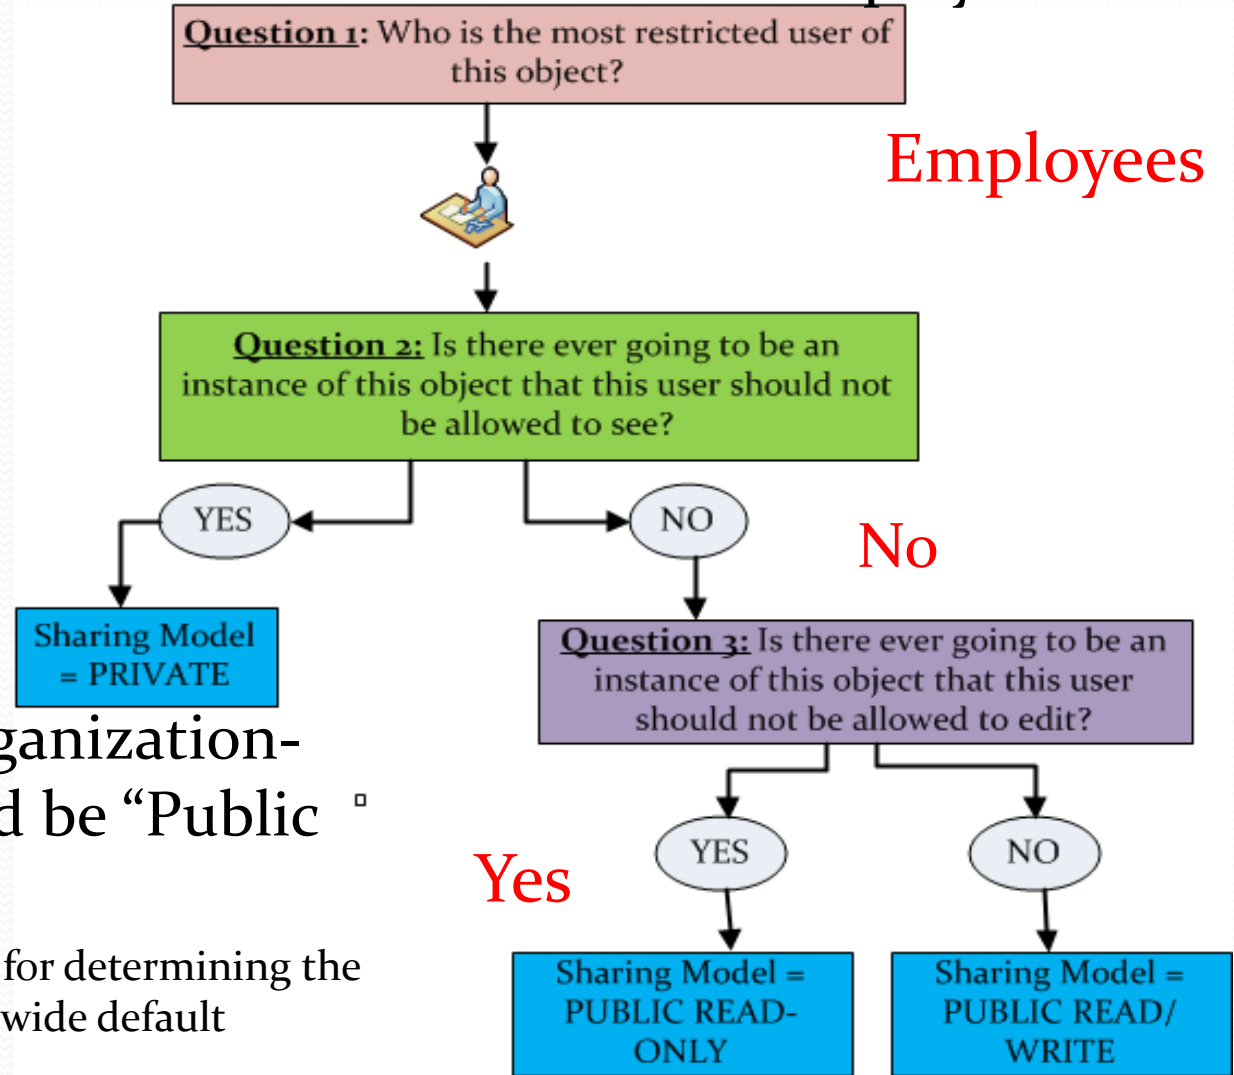 Question 1: Who is the most restricted user of
this object?
Employees
Question 2: Is there ever going to be an
instance of this object that this user should not
be allowed to see?
YES
NO
No
Sharing Model
= PRIVATE
Question 3: Is there ever going to be an
instance of this object that this user
should not be allowed to edit?
ganization-
d be “Public
YES
NO
Yes
for determining the
wide default
Sharing Model =
PUBLIC READ-
ONLY
Sharing Model =
PUBLIC READ/
WRITE